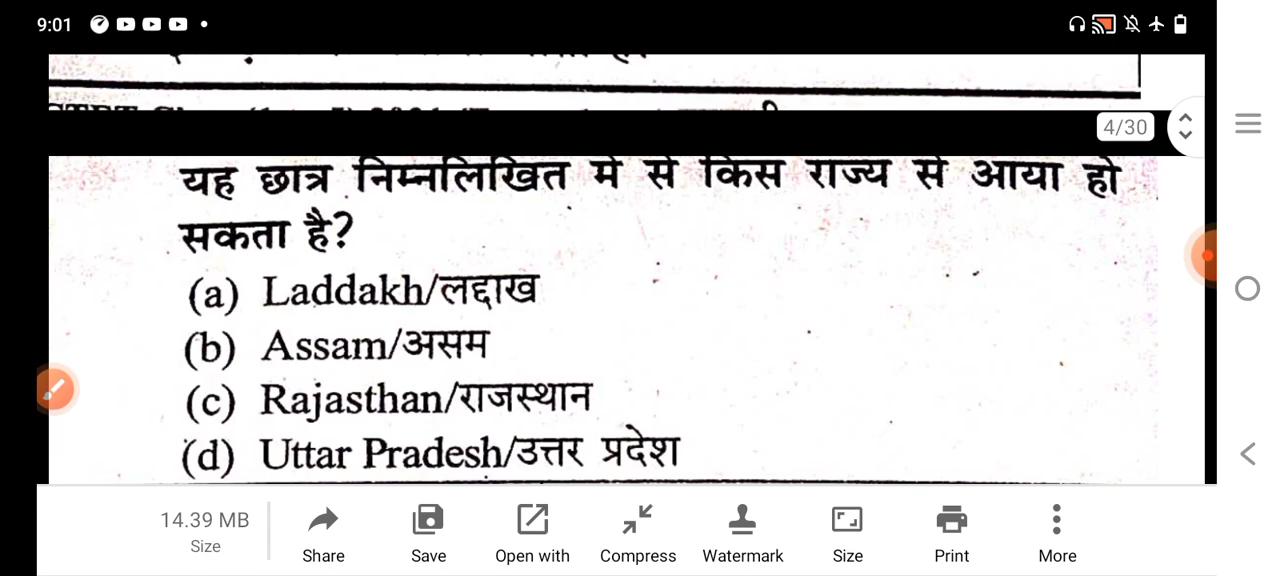 9:01
4/30
यह छात्र निम्नलिखित में से किस राज्य से आया हो
सकता है?
(a) Laddakh/लद्दाख
(b) Assam/असम
(c) Rajasthan/राजस्थान
(d) Uttar Pradesh/उत्तर प्रदेश
14.39 MB
Size
Share
Save
Open with
Compress
Watermark
Size
Print
More